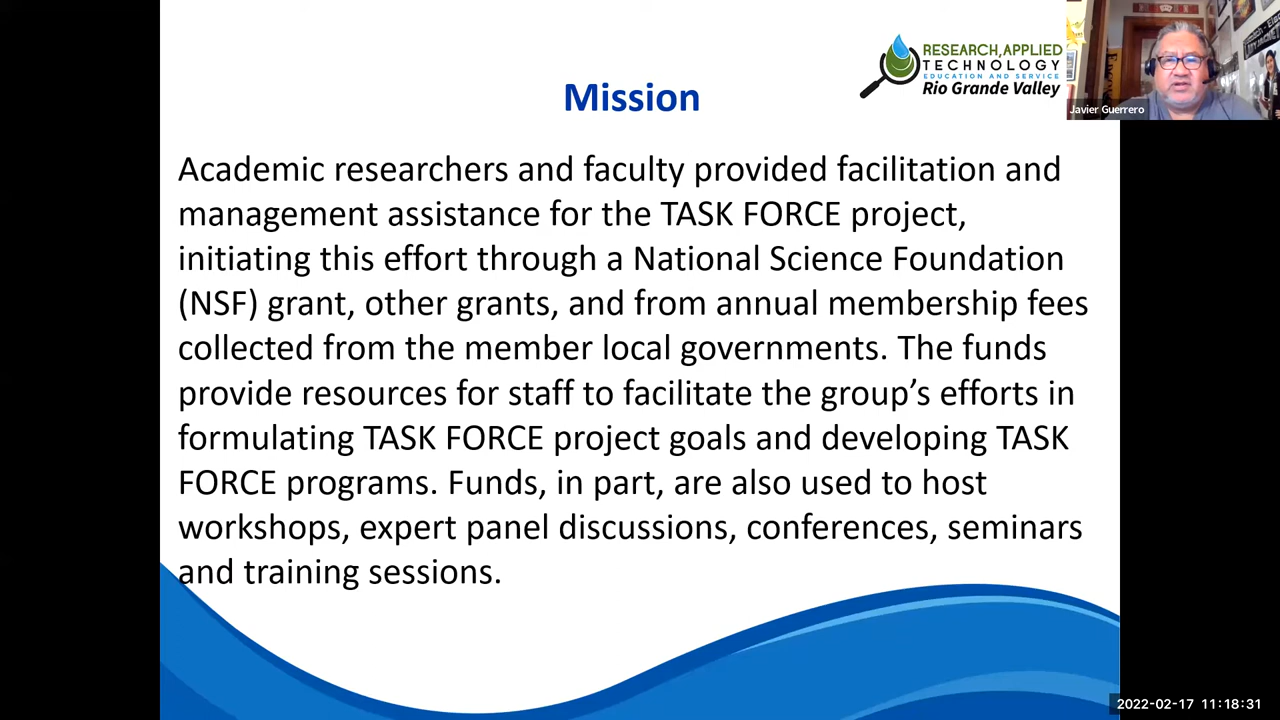 RESEARCH, APPLIED
TECHNOLOGY
EDUCATION AND SERVICE
Rio Grande Valley
Javier Guerrero
Mission
Academic researchers and faculty provided facilitation and
management assistance for the TASK FORCE project,
initiating this effort through a National Science Foundation
(NSF) grant, other grants, and from annual membership fees
collected from the member local governments. The funds
provide resources for staff to facilitate the group’s efforts in
formulating TASK FORCE project goals and developing TASK
FORCE programs. Funds, in part, are also used to host
workshops, expert panel discussions, conferences, seminars
and training sessions.
2022-02-17 11:18:31